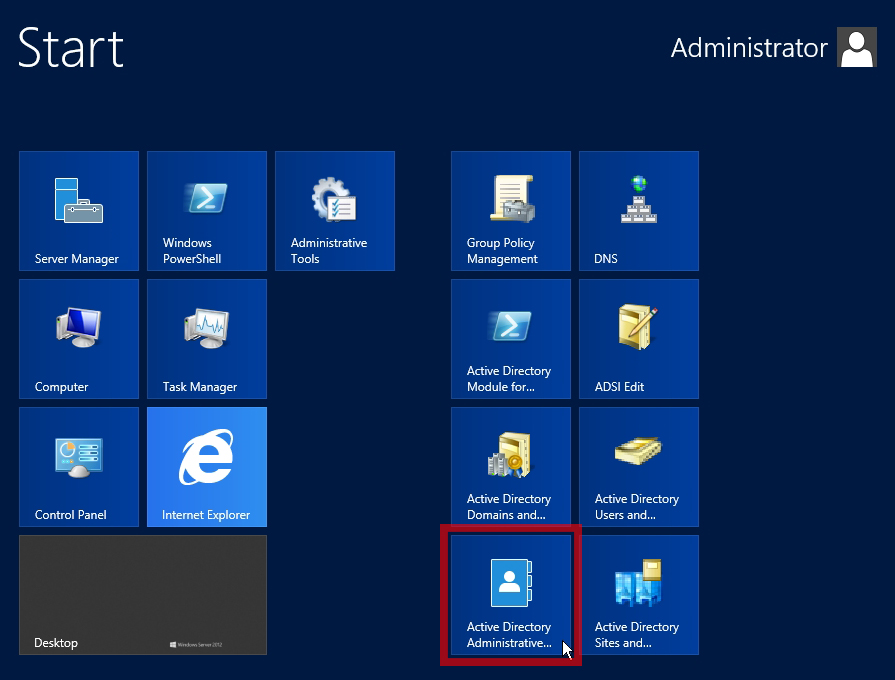 Start
Administrator
Server Manager
Windows
PowerShell
Administrative
Tools
Group Policy
Management
DNS
Computer
Task Manager
Active Directory
Module for...
ADSI Edit
Control Panel
Internet Explorer
Active Directory
Domains and...
Active Directory
Users and...
Desktop
Windows Server 2012
Active Directory
Administrative...
Active Directory
Sites and...